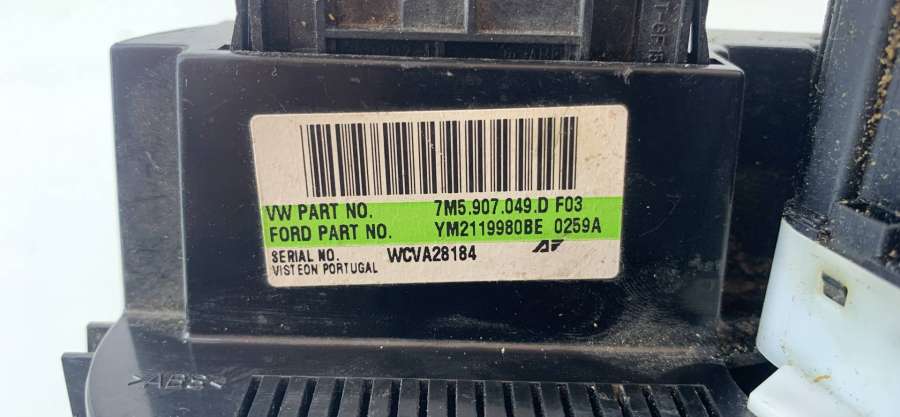 VW PART NO. 7M5.907.049.D F03
FORD PART NO. YM2119980BE 0259A
SERIAL NO. WCVA28184
VISTEON PORTUGAL
>ABS<